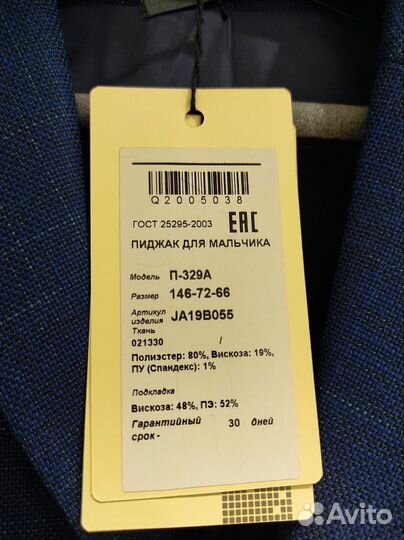 Q2005038
ГОСТ 25295-2003 EAC
ПИДЖАК ДЛЯ МАЛЬЧИКА
Модель П-329А
Размер 146-72-66
Артикул
изделия JA19B055
Ткань
021330 /
Полиэстер: 80%, Вискоза: 19%,
ПУ (Спандекс): 1%
Подкладка
Вискоза: 48%, ПЭ: 52%
Гарантийный 30 дней
срок -
Avito